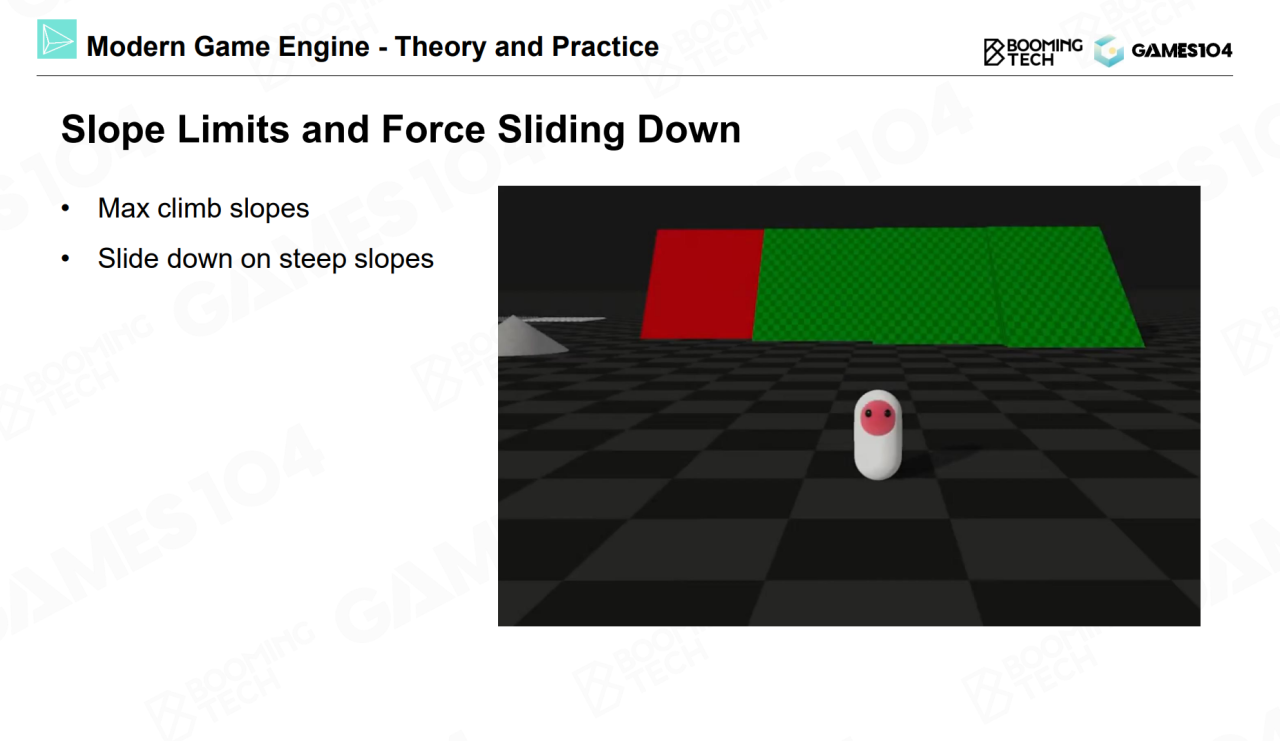 Modern Game Engine - Theory and Practice
BOOMING
TECH
GAMES104
Slope Limits and Force Sliding Down
• Max climb slopes
• Slide down on steep slopes